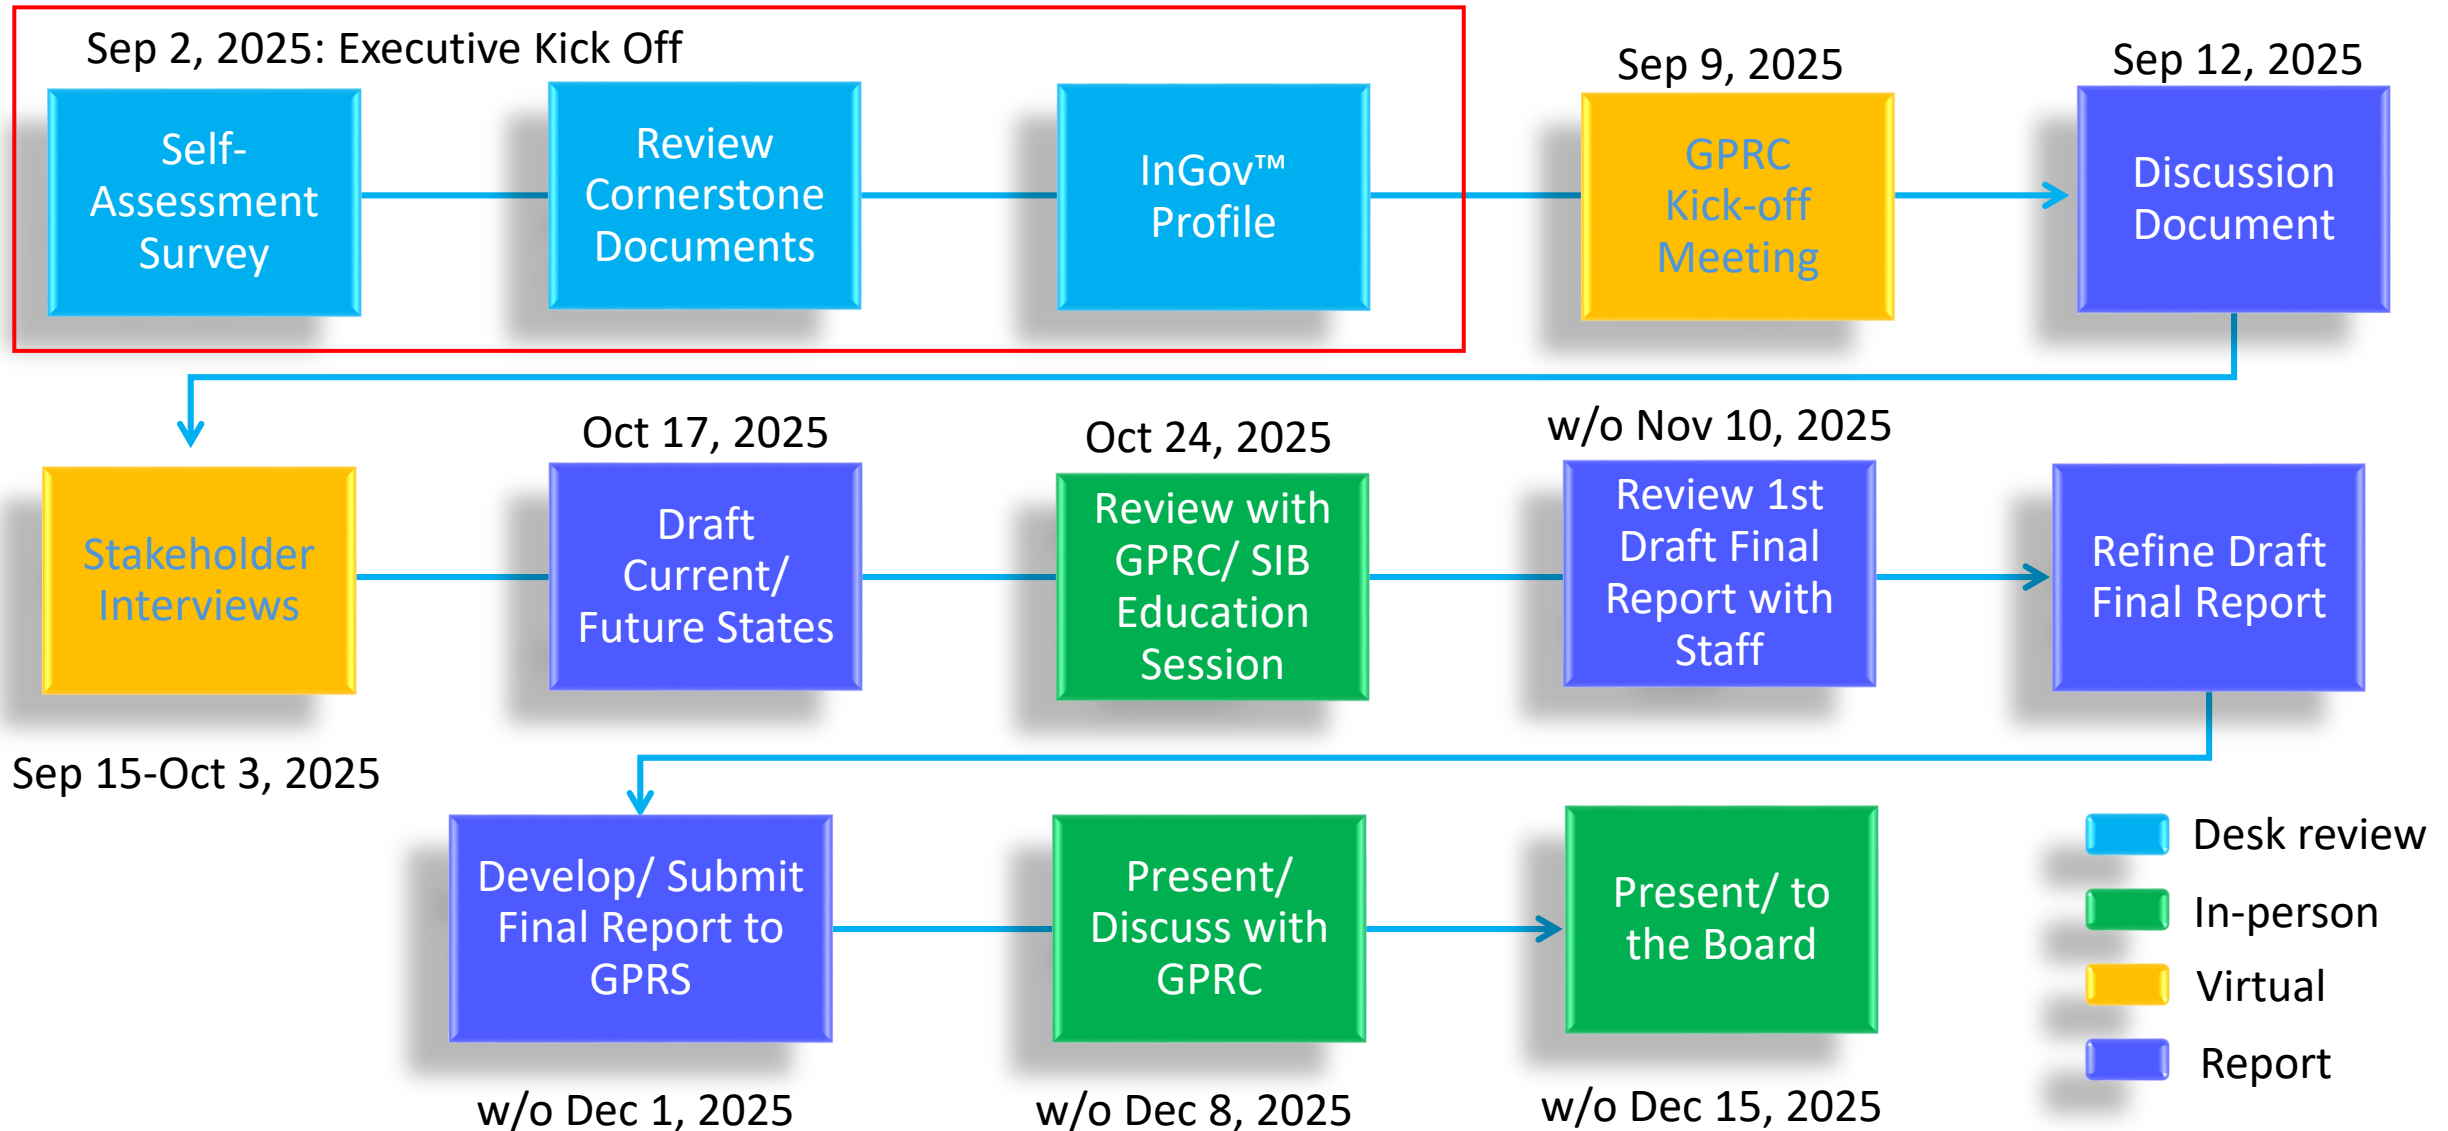 Sep 2, 2025: Executive Kick Off
Self-
Assessment
Survey
Review
Cornerstone
Documents
InGov™
Profile
Sep 9, 2025
GPRC
Kick-off
Meeting
Sep 12, 2025
Discussion
Document
Stakeholder
Interviews
Sep 15-Oct 3, 2025
Oct 17, 2025
Draft
Current/
Future States
Oct 24, 2025
Review with
GPRC/ SIB
Education
Session
w/o Nov 10, 2025
Review 1st
Draft Final
Report with
Staff
Refine Draft
Final Report
Develop/ Submit
Final Report to
GPRS
w/o Dec 1, 2025
Present/
Discuss with
GPRC
w/o Dec 8, 2025
Present/ to
the Board
w/o Dec 15, 2025
Desk review
In-person
Virtual
Report